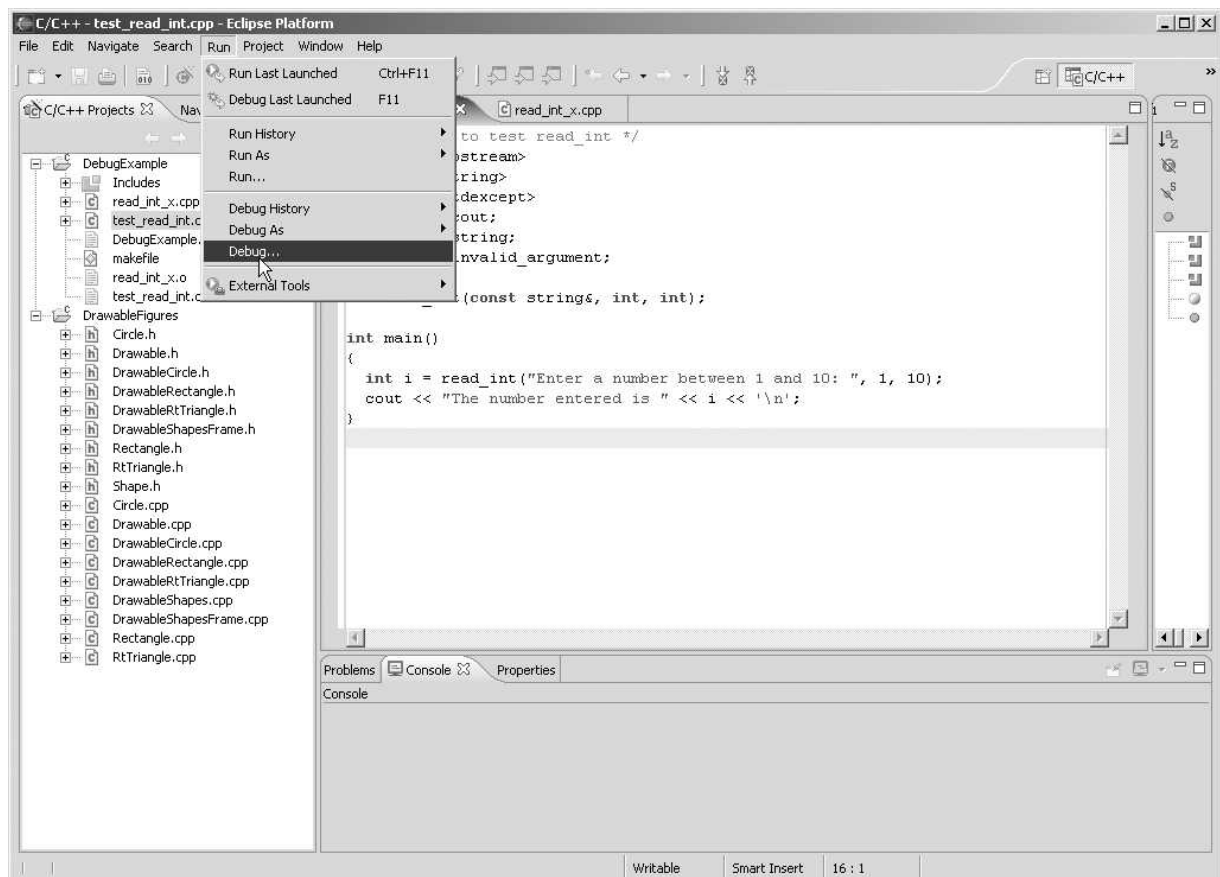 C/C++ - test_read_int.cpp - Eclipse Platform
File Edit Navigate Search Run Project Window Help
C/C++
»
C/C++ Projects
Nav
read_int_x.cpp
Run Last Launched Ctrl+F11
Debug Last Launched F11
Run History
Run As
Run...
Debug History
Debug As
Debug...
External Tools
DebugExample
Includes
read_int_x.cpp
test_read_int.c
DebugExample.
makefile
read_int_x.o
test_read_int.c
DrawableFigures
Circle.h
Drawable.h
DrawableCircle.h
DrawableRectangle.h
DrawableRtTriangle.h
DrawableShapesFrame.h
Rectangle.h
RtTriangle.h
Shape.h
Circle.cpp
Drawable.cpp
DrawableCircle.cpp
DrawableRectangle.cpp
DrawableRtTriangle.cpp
DrawableShapes.cpp
DrawableShapesFrame.cpp
Rectangle.cpp
RtTriangle.cpp
to test read_int */
ostream>
tring>
dexcept>
cout;
string;
nvalid_argument;
(const string&, int, int);
int main()
{
int i = read_int("Enter a number between 1 and 10: ", 1, 10);
cout << "The number entered is " << i << '\n';
}
Problems Console Properties
Console
Writable Smart Insert 16 : 1